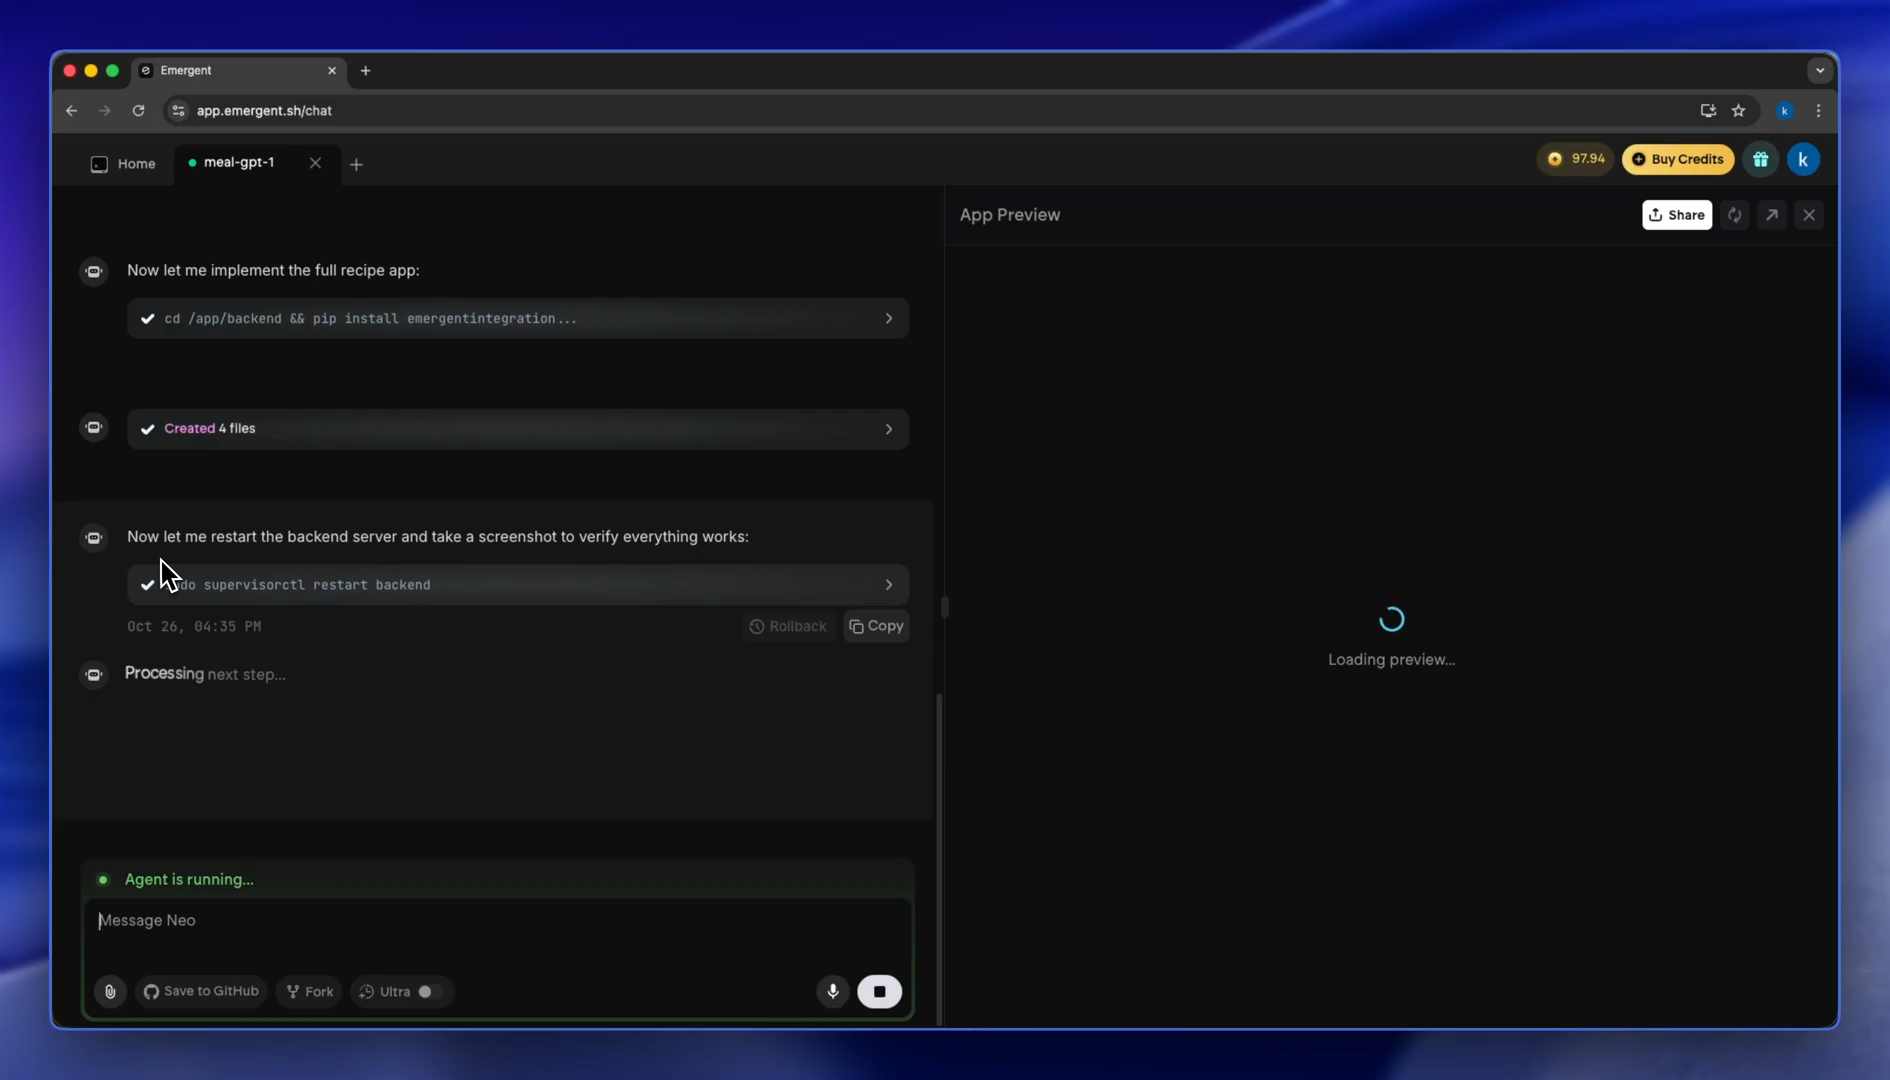 Emergent
app.emergent.sh/chat
k
Home
meal-gpt-1
97.94
Buy Credits
k
App Preview
Share
Now let me implement the full recipe app:
cd /app/backend && pip install emergentintegration...
Created 4 files
Now let me restart the backend server and take a screenshot to verify everything works:
do supervisorctl restart backend
Oct 26, 04:35 PM
Rollback
Copy
Processing next step...
Loading preview...
Agent is running...
Message Neo
Save to GitHub
Fork
Ultra